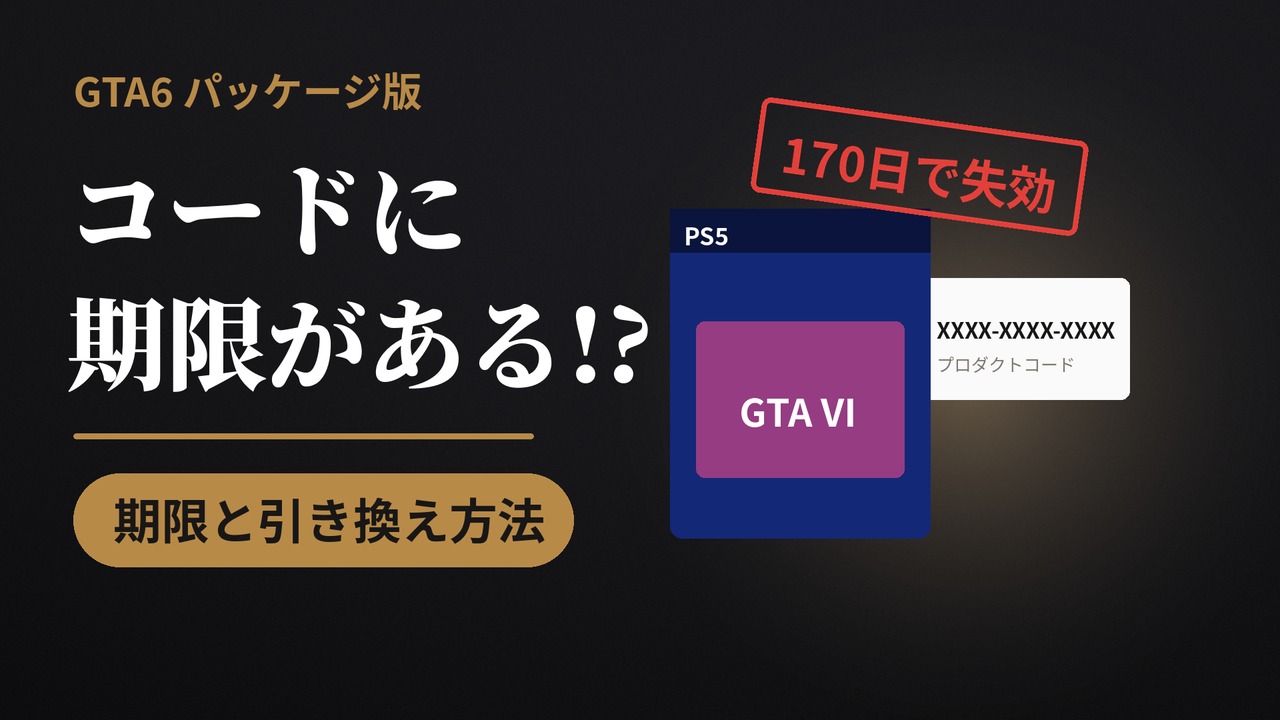 GTA6 パッケージ版
コードに
期限がある!?
期限と引き換え方法
170日で失効
PS5
GTA VI
XXXX-XXXX-XXXX
プロダクトコード